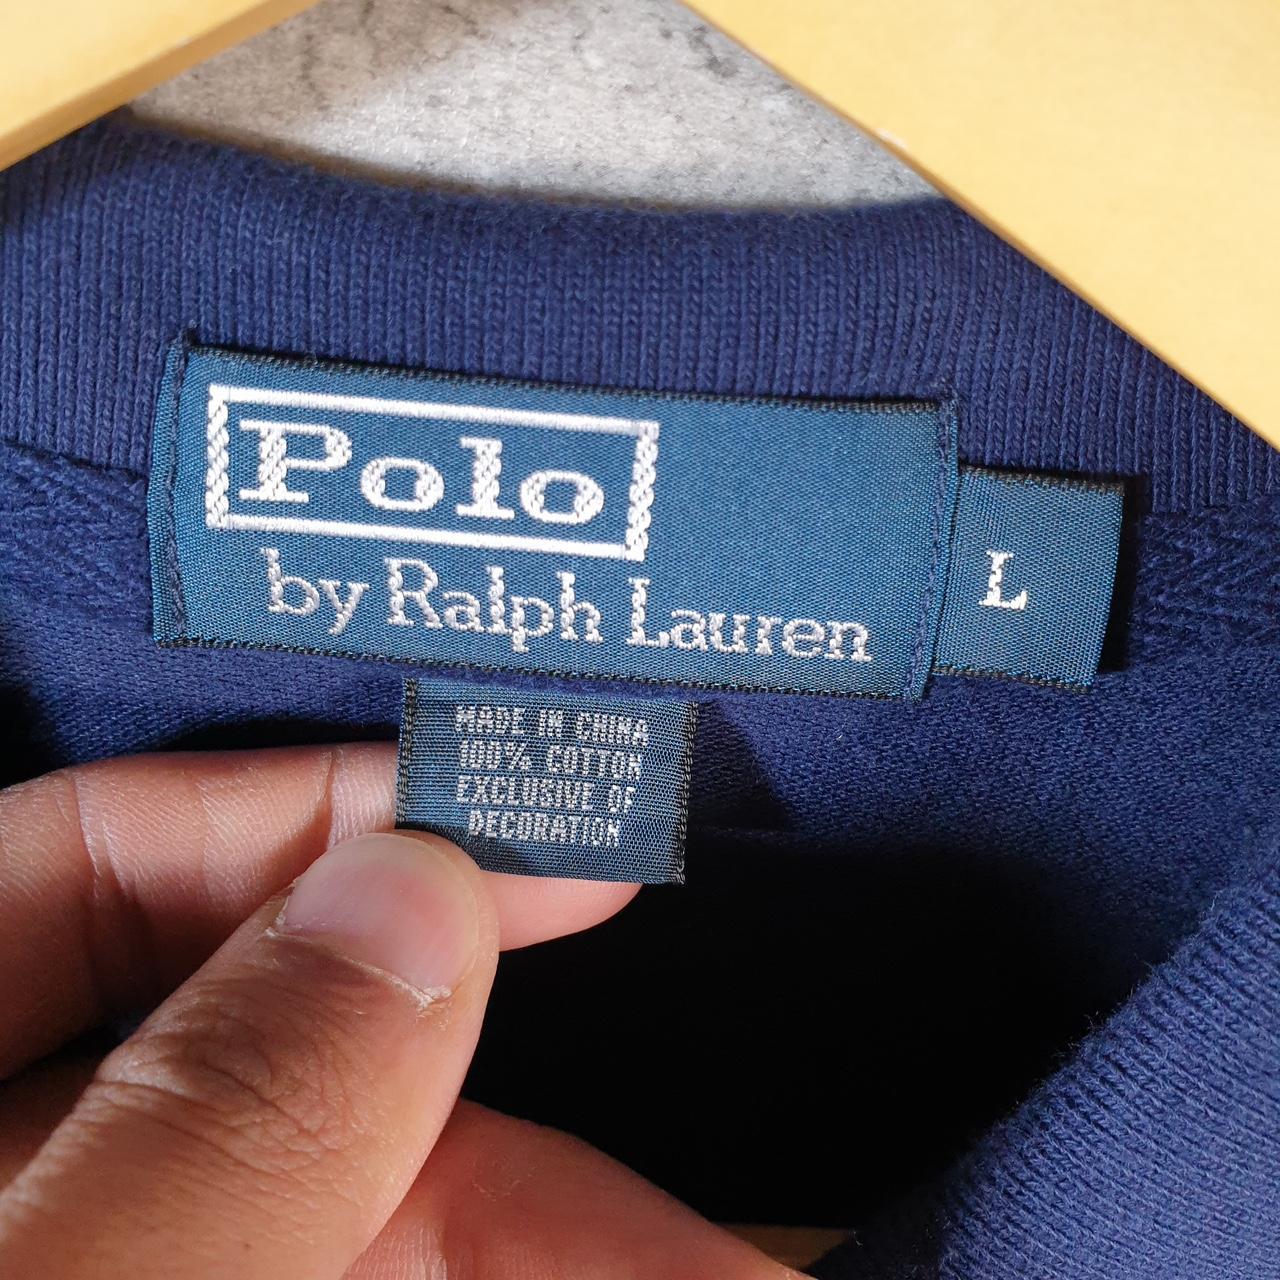 Polo
by Ralph Lauren
L
MADE IN CHINA
100% COTTON
EXCLUSIVE OF
DECORATION